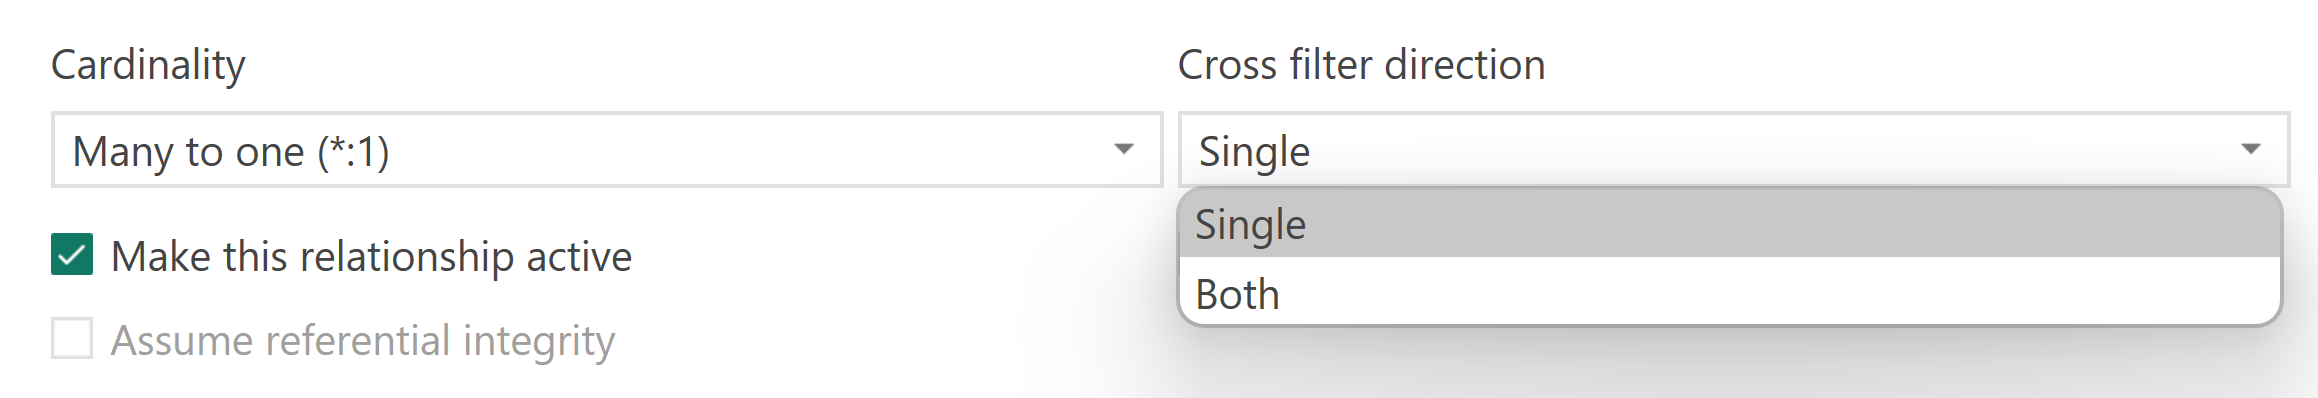 Cardinality
Cross filter direction
Many to one (*:1)
Single
Single
Both
Make this relationship active
Assume referential integrity